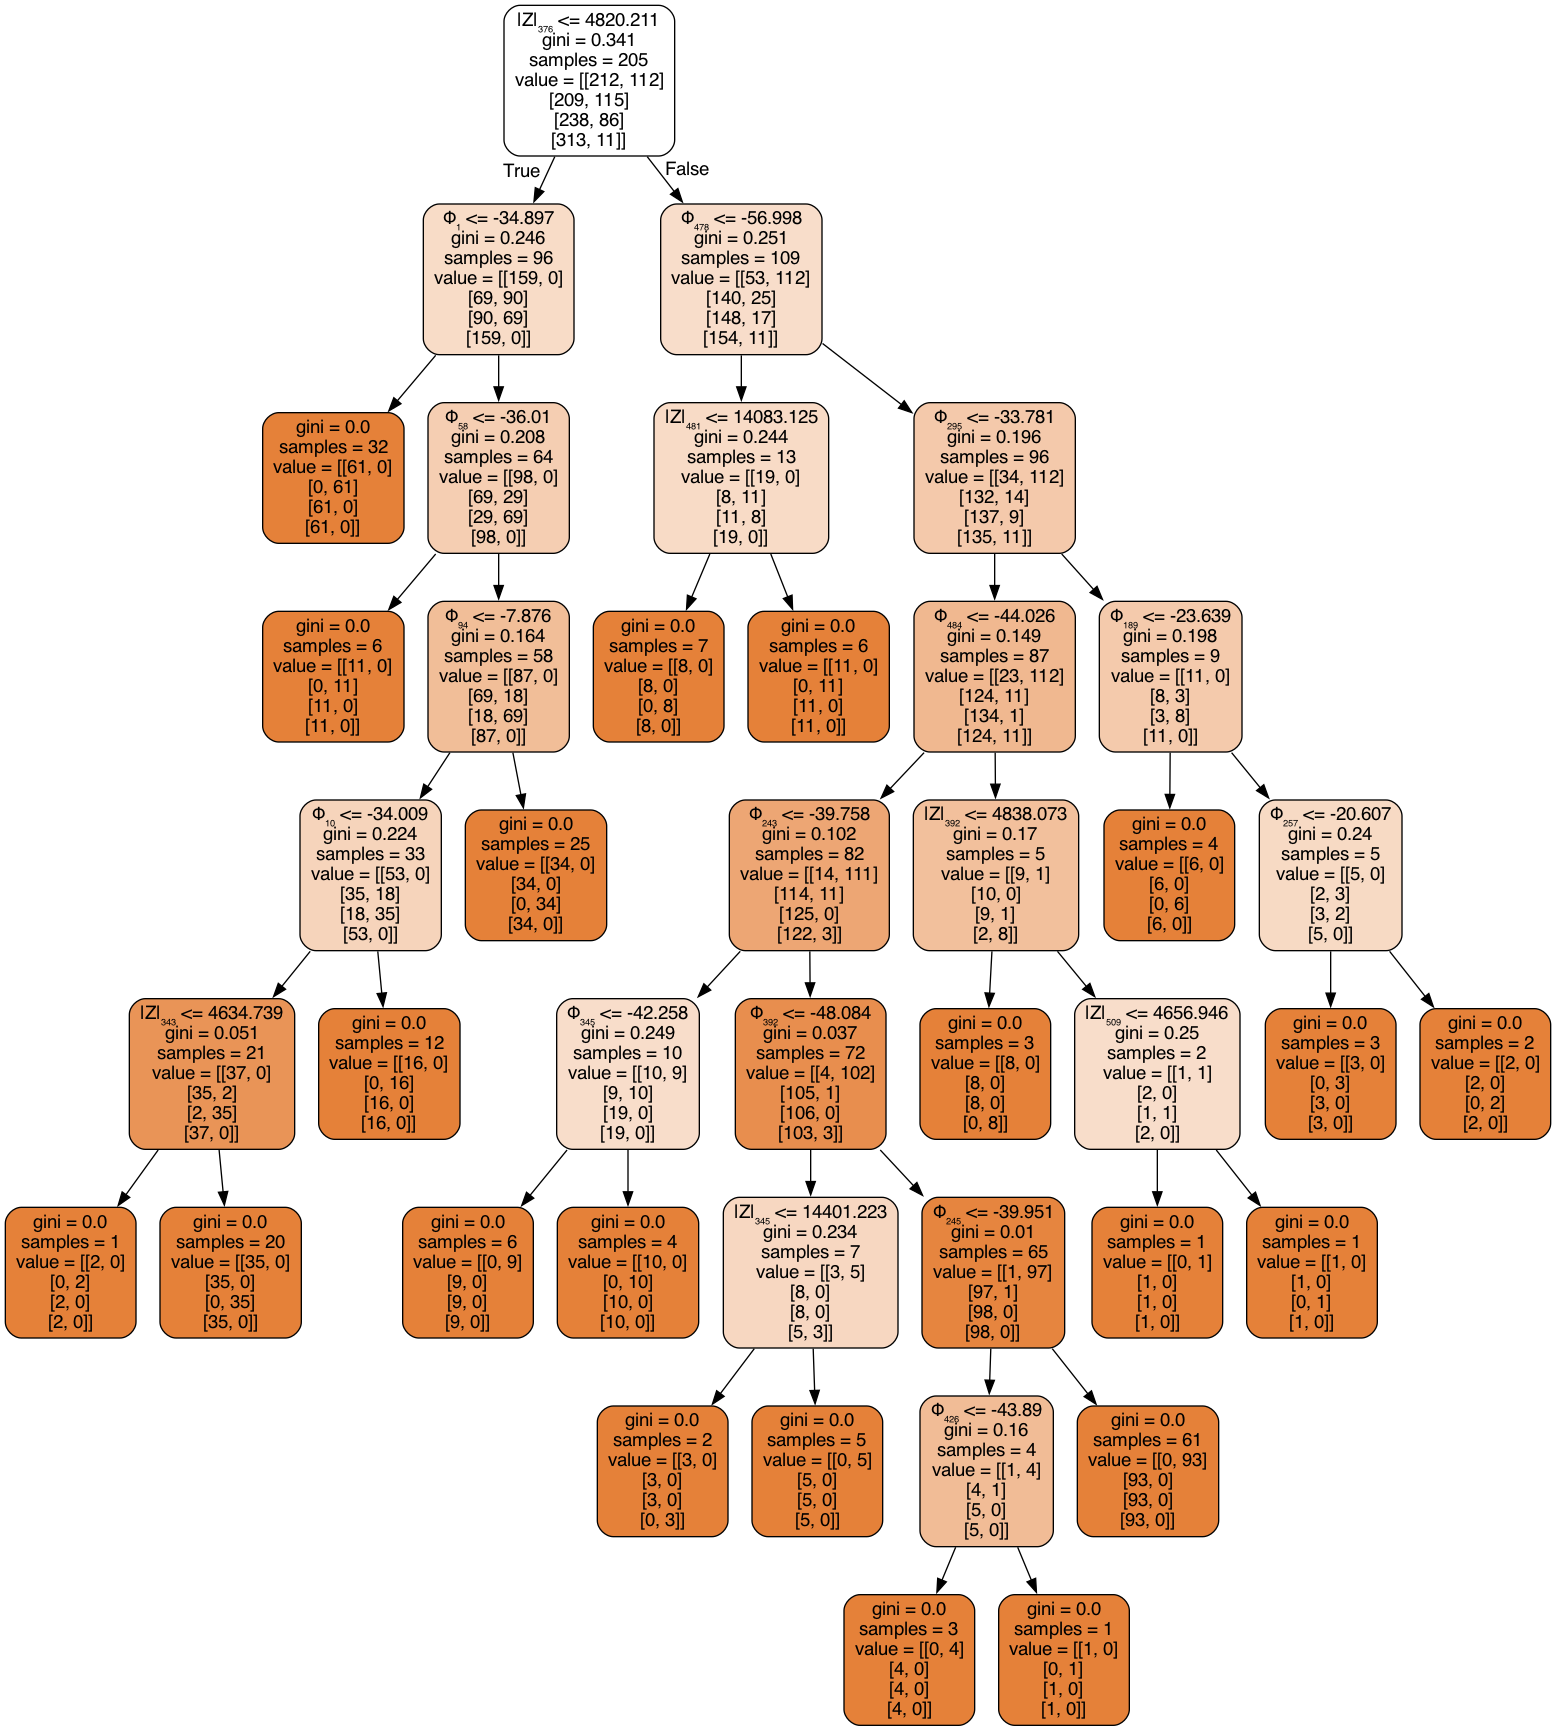 |Z|₃₇₆ <= 4820.211
gini = 0.341
samples = 205
value = [[212, 112]
[209, 115]
[238, 86]
[313, 11]]
True
False
Φ₁ <= -34.897
gini = 0.246
samples = 96
value = [[159, 0]
[69, 90]
[90, 69]
[159, 0]]
Φ₄₇₈ <= -56.998
gini = 0.251
samples = 109
value = [[53, 112]
[140, 25]
[148, 17]
[154, 11]]
gini = 0.0
samples = 32
value = [[61, 0]
[0, 61]
[61, 0]
[61, 0]]
Φ₅₈ <= -36.01
gini = 0.208
samples = 64
value = [[98, 0]
[69, 29]
[29, 69]
[98, 0]]
|Z|₄₈₁ <= 14083.125
gini = 0.244
samples = 13
value = [[19, 0]
[8, 11]
[11, 8]
[19, 0]]
Φ₂₉₅ <= -33.781
gini = 0.196
samples = 96
value = [[34, 112]
[132, 14]
[137, 9]
[135, 11]]
gini = 0.0
samples = 6
value = [[11, 0]
[0, 11]
[11, 0]
[11, 0]]
Φ₉₄ <= -7.876
gini = 0.164
samples = 58
value = [[87, 0]
[69, 18]
[18, 69]
[87, 0]]
gini = 0.0
samples = 7
value = [[8, 0]
[8, 0]
[0, 8]
[8, 0]]
gini = 0.0
samples = 6
value = [[11, 0]
[0, 11]
[11, 0]
[11, 0]]
Φ₄₈₄ <= -44.026
gini = 0.149
samples = 87
value = [[23, 112]
[124, 11]
[134, 1]
[124, 11]]
Φ₁₈₉ <= -23.639
gini = 0.198
samples = 9
value = [[11, 0]
[8, 3]
[3, 8]
[11, 0]]
Φ₁₀ <= -34.009
gini = 0.224
samples = 33
value = [[53, 0]
[35, 18]
[18, 35]
[53, 0]]
gini = 0.0
samples = 25
value = [[34, 0]
[34, 0]
[0, 34]
[34, 0]]
Φ₂₄₃ <= -39.758
gini = 0.102
samples = 82
value = [[14, 111]
[114, 11]
[125, 0]
[122, 3]]
|Z|₃₉₂ <= 4838.073
gini = 0.17
samples = 5
value = [[9, 1]
[10, 0]
[9, 1]
[2, 8]]
gini = 0.0
samples = 4
value = [[6, 0]
[6, 0]
[0, 6]
[6, 0]]
Φ₂₅₇ <= -20.607
gini = 0.24
samples = 5
value = [[5, 0]
[2, 3]
[3, 2]
[5, 0]]
|Z|₃₄₃ <= 4634.739
gini = 0.051
samples = 21
value = [[37, 0]
[35, 2]
[2, 35]
[37, 0]]
gini = 0.0
samples = 12
value = [[16, 0]
[0, 16]
[16, 0]
[16, 0]]
Φ₃₄₅ <= -42.258
gini = 0.249
samples = 10
value = [[10, 9]
[9, 10]
[19, 0]
[19, 0]]
Φ₃₉₂ <= -48.084
gini = 0.037
samples = 72
value = [[4, 102]
[105, 1]
[106, 0]
[103, 3]]
gini = 0.0
samples = 3
value = [[8, 0]
[8, 0]
[8, 0]
[0, 8]]
|Z|₅₀₉ <= 4656.946
gini = 0.25
samples = 2
value = [[1, 1]
[2, 0]
[1, 1]
[2, 0]]
gini = 0.0
samples = 3
value = [[3, 0]
[0, 3]
[3, 0]
[3, 0]]
gini = 0.0
samples = 2
value = [[2, 0]
[2, 0]
[0, 2]
[2, 0]]
gini = 0.0
samples = 1
value = [[2, 0]
[0, 2]
[2, 0]
[2, 0]]
gini = 0.0
samples = 20
value = [[35, 0]
[35, 0]
[0, 35]
[35, 0]]
gini = 0.0
samples = 6
value = [[0, 9]
[9, 0]
[9, 0]
[9, 0]]
gini = 0.0
samples = 4
value = [[10, 0]
[0, 10]
[10, 0]
[10, 0]]
|Z|₃₄₅ <= 14401.223
gini = 0.234
samples = 7
value = [[3, 5]
[8, 0]
[8, 0]
[5, 3]]
Φ₂₄₅ <= -39.951
gini = 0.01
samples = 65
value = [[1, 97]
[97, 1]
[98, 0]
[98, 0]]
gini = 0.0
samples = 1
value = [[0, 1]
[1, 0]
[1, 0]
[1, 0]]
gini = 0.0
samples = 1
value = [[1, 0]
[1, 0]
[0, 1]
[1, 0]]
gini = 0.0
samples = 2
value = [[3, 0]
[3, 0]
[3, 0]
[0, 3]]
gini = 0.0
samples = 5
value = [[0, 5]
[5, 0]
[5, 0]
[5, 0]]
Φ₄₂₆ <= -43.89
gini = 0.16
samples = 4
value = [[1, 4]
[4, 1]
[5, 0]
[5, 0]]
gini = 0.0
samples = 61
value = [[0, 93]
[93, 0]
[93, 0]
[93, 0]]
gini = 0.0
samples = 3
value = [[0, 4]
[4, 0]
[4, 0]
[4, 0]]
gini = 0.0
samples = 1
value = [[1, 0]
[0, 1]
[1, 0]
[1, 0]]